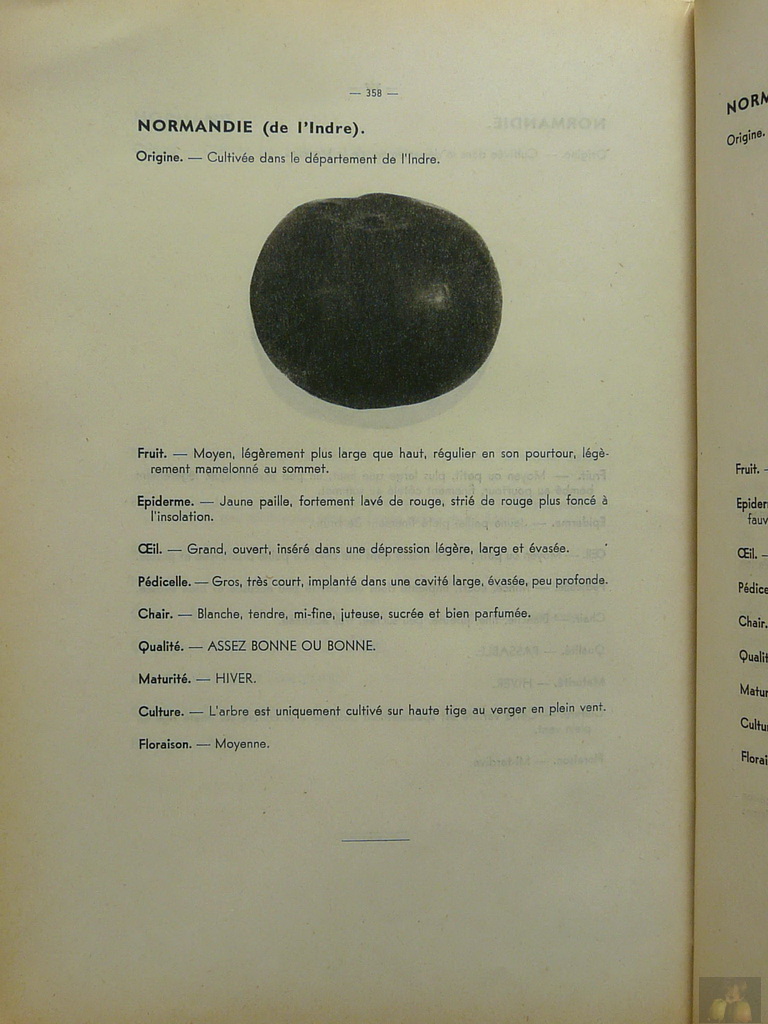 — 358 —
NORMANDIE (de l'Indre).
Origine. — Cultivée dans le département de l'Indre.
Fruit. — Moyen, légèrement plus large que haut, régulier en son pourtour, légè-
rement mamelonné au sommet.
Epiderme. — Jaune paille, fortement lavé de rouge, strié de rouge plus foncé à
l'insolation.
Œil. — Grand, ouvert, inséré dans une dépression légère, large et évasée.
Pédicelle. — Gros, très court, implanté dans une cavité large, évasée, peu profonde.
Chair. — Blanche, tendre, mi-fine, juteuse, sucrée et bien parfumée.
Qualité. — ASSEZ BONNE OU BONNE.
Maturité. — HIVER.
Culture. — L'arbre est uniquement cultivé sur haute tige au verger en plein vent.
Floraison. — Moyenne.
NORM
Origine.
Fruit. —
Epider
fauv
Œil. —
Pédice
Chair.
Qualit
Matur
Cultu
Florai